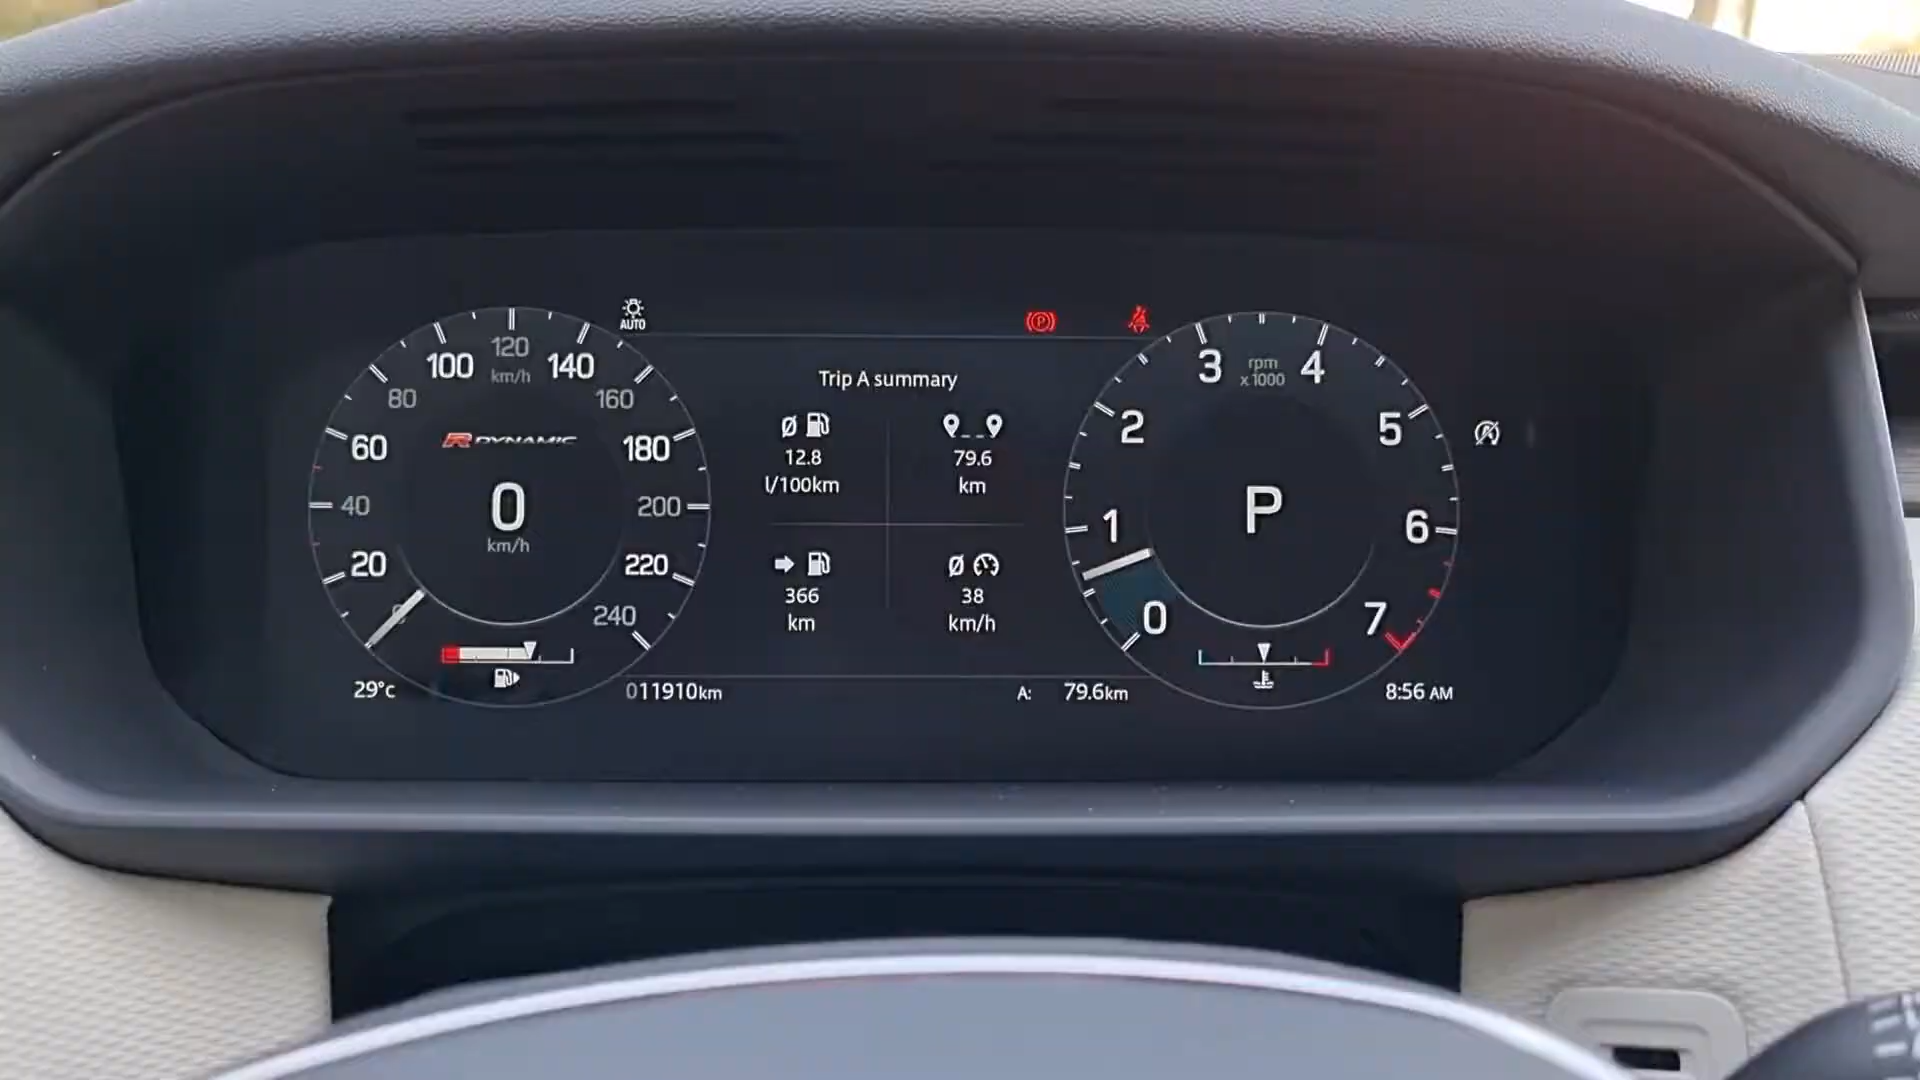 AUTO
100 120 140
km/h
80 160
60 180
R DYNAMIC
40 200
0
km/h
20 220
240
29°c
011910km
Trip A summary
12.8
l/100km
79.6
km
366
km
38
km/h
A: 79.6km
3 rpm 4
x1000
2 5
1 P 6
0 7
8:56 AM